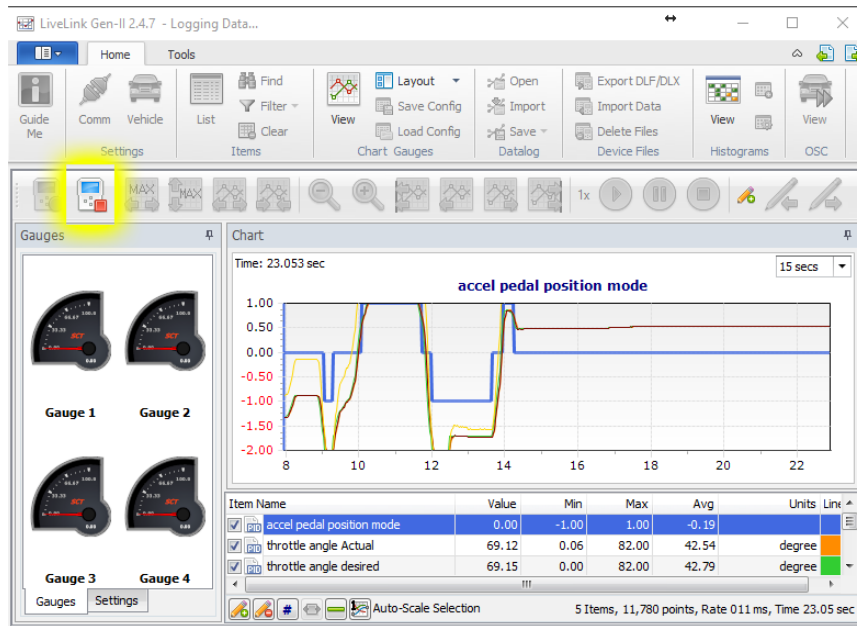 LiveLink Gen-II 2.4.7 - Logging Data...
Home Tools
Guide Me
Comm Vehicle
Settings
List
Find
Filter
Clear
Items
View
Layout
Save Config
Load Config
Chart Gauges
Open
Import
Save
Datalog
Export DLF/DLX
Import Data
Delete Files
Device Files
View
Histograms
View
OSC
MAX MAX 1x
Gauges
Gauge 1 Gauge 2
Gauge 3 Gauge 4
Gauges Settings
Chart
Time: 23.053 sec
15 secs
accel pedal position mode
1.00
0.50
0.00
-0.50
-1.00
-1.50
-2.00
8 10 12 14 16 18 20 22
Item Name Value Min Max Avg Units Line
PID accel pedal position mode 0.00 -1.00 1.00 -0.19
PID throttle angle Actual 69.12 0.06 82.00 42.54 degree
PID throttle angle desired 69.15 0.00 82.00 42.79 degree
# Auto-Scale Selection 5 Items, 11,780 points, Rate 011 ms, Time 23.05 sec